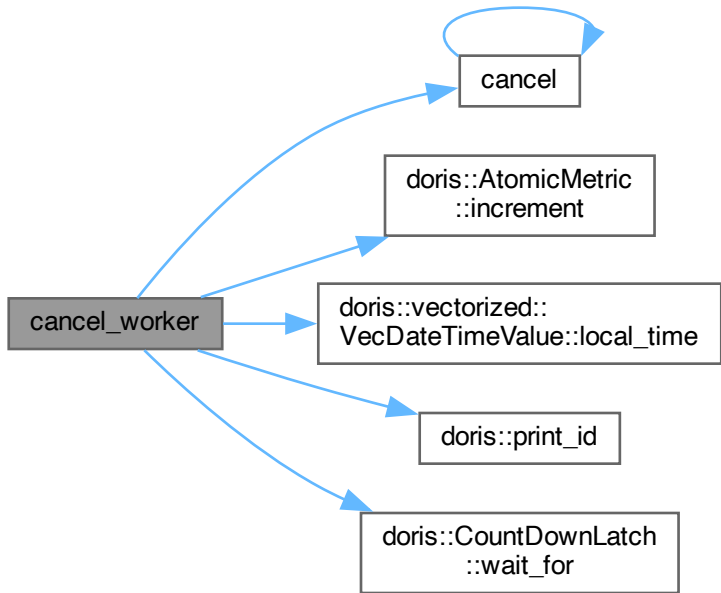 cancel
doris::AtomicMetric
::increment
cancel_worker
doris::vectorized::
VecDateTimeValue::local_time
doris::print_id
doris::CountDownLatch
::wait_for